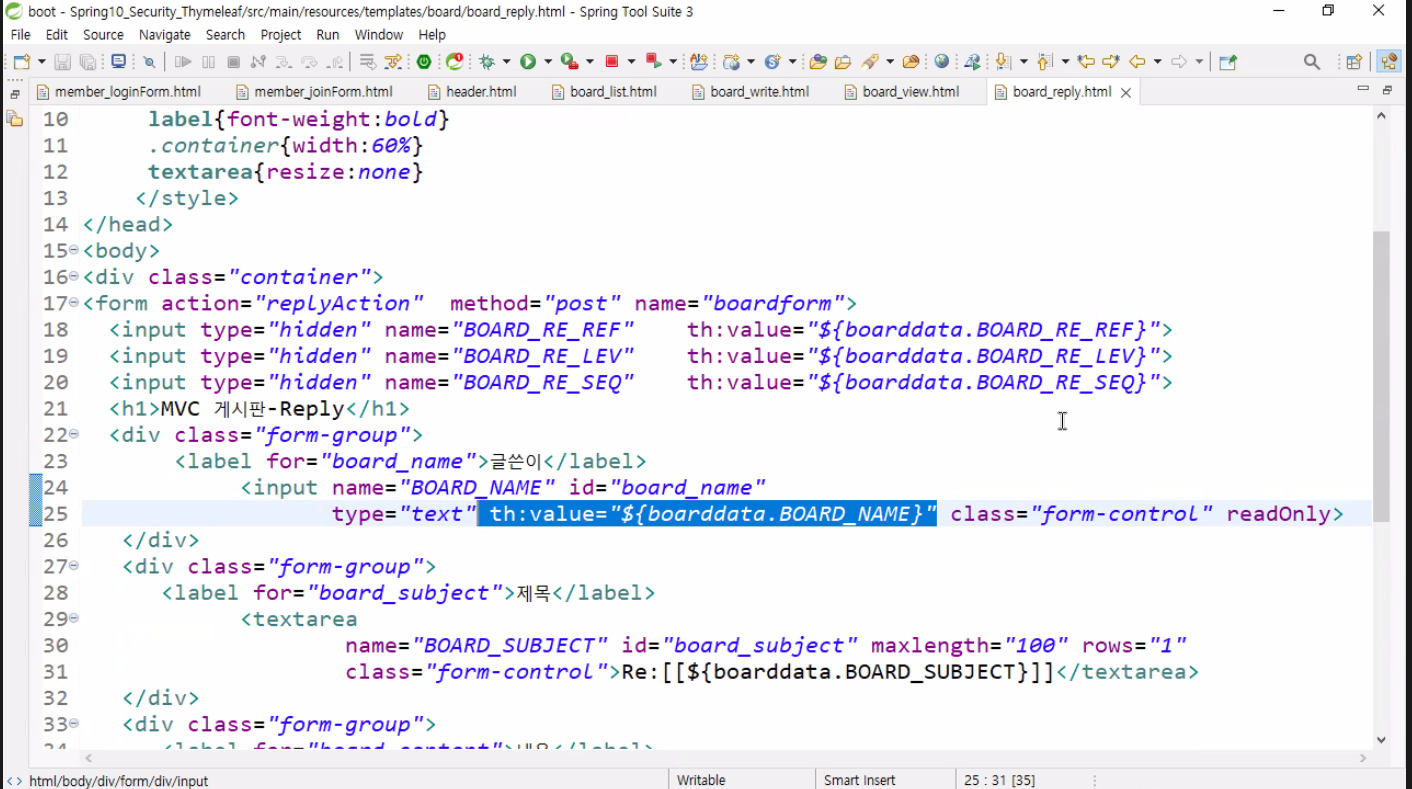 boot - Spring10_Security_Thymeleaf/src/main/resources/templates/board/board_reply.html - Spring Tool Suite 3
File Edit Source Navigate Search Project Run Window Help
member_loginForm.html member_joinForm.html header.html board_list.html board_write.html board_view.html board_reply.html
10 label{font-weight:bold}
11 .container{width:60%}
12 textarea{resize:none}
13 </style>
14 </head>
15 <body>
16 <div class="container">
17 <form action="replyAction"  method="post" name="boardform">
18 <input type="hidden" name="BOARD_RE_REF"    th:value="${boarddata.BOARD_RE_REF}">
19 <input type="hidden" name="BOARD_RE_LEV"    th:value="${boarddata.BOARD_RE_LEV}">
20 <input type="hidden" name="BOARD_RE_SEQ"    th:value="${boarddata.BOARD_RE_SEQ}">
21 <h1>MVC 게시판-Reply</h1>
22 <div class="form-group">
23 <label for="board_name">글쓴이</label>
24 <input name="BOARD_NAME" id="board_name"
25 type="text" th:value="${boarddata.BOARD_NAME}" class="form-control" readOnly>
26 </div>
27 <div class="form-group">
28 <label for="board_subject">제목</label>
29 <textarea
30 name="BOARD_SUBJECT" id="board_subject" maxlength="100" rows="1"
31 class="form-control">Re:[[${boarddata.BOARD_SUBJECT}]]</textarea>
32 </div>
33 <div class="form-group">
34 <label for="board_content">내용</label>
html/body/div/form/div/input Writable Smart Insert 25 : 31 [35]